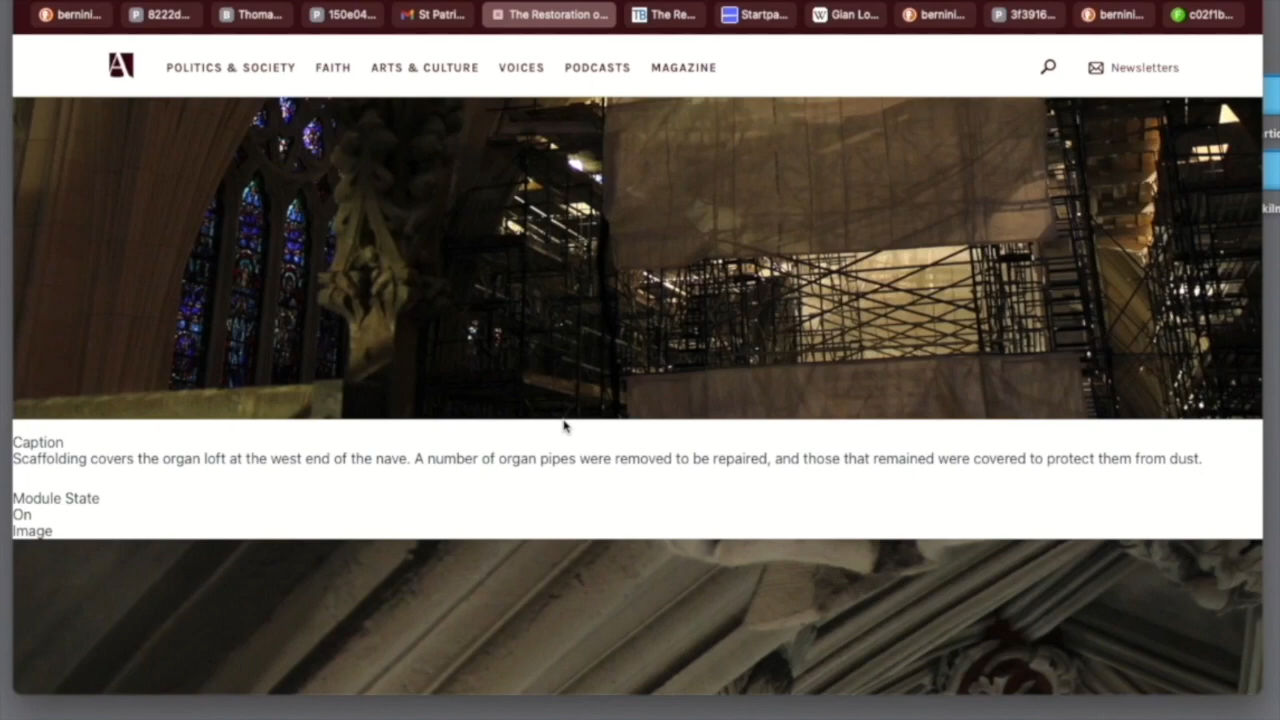 bernini...
8222d...
Thoma...
150e04...
St Patri...
The Restoration o...
The Re...
Startpa...
Gian Lo...
bernini...
3f3916...
bernini...
c02f1b...
A POLITICS & SOCIETY FAITH ARTS & CULTURE VOICES PODCASTS MAGAZINE Newsletters
Caption
Scaffolding covers the organ loft at the west end of the nave. A number of organ pipes were removed to be repaired, and those that remained were covered to protect them from dust.
Module State
On
Image